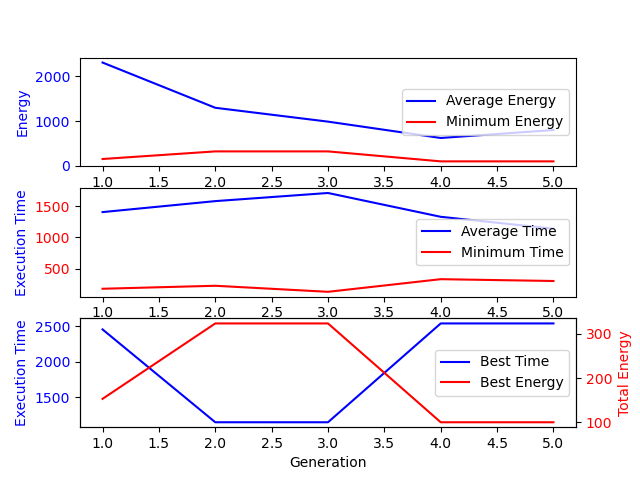 2000
1000
0
Energy
Average Energy
Minimum Energy
1.0 1.5 2.0 2.5 3.0 3.5 4.0 4.5 5.0
1500
1000
500
Execution Time
Average Time
Minimum Time
1.0 1.5 2.0 2.5 3.0 3.5 4.0 4.5 5.0
2500
2000
1500
Execution Time
Best Time
Best Energy
300
200
100
Total Energy
1.0 1.5 2.0 2.5 3.0 3.5 4.0 4.5 5.0
Generation